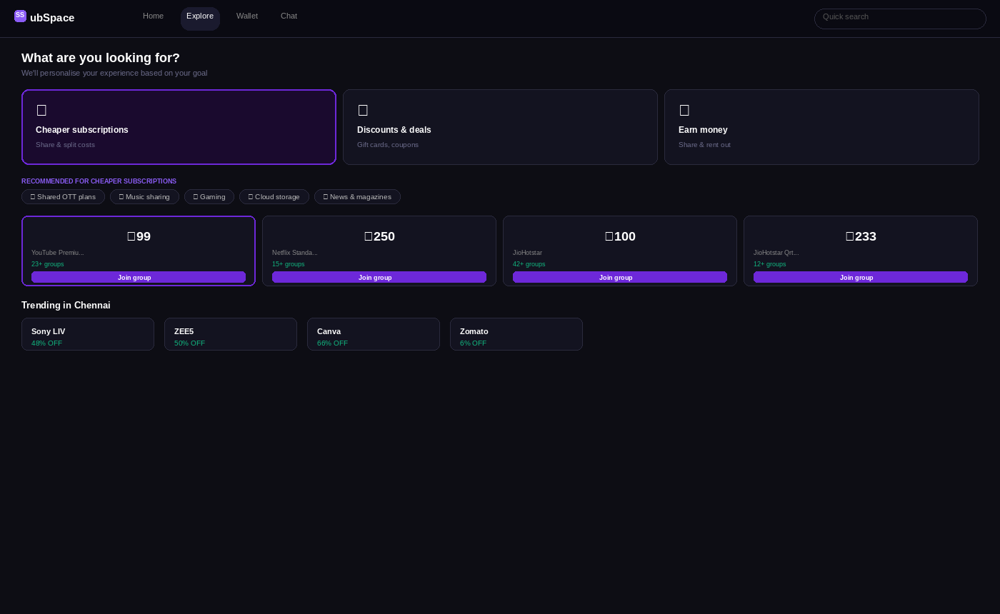 SS ubSpace Home Explore Wallet Chat Quick search
What are you looking for?
We'll personalise your experience based on your goal
Cheaper subscriptions
Share & split costs
Discounts & deals
Gift cards, coupons
Earn money
Share & rent out
RECOMMENDED FOR CHEAPER SUBSCRIPTIONS
Shared OTT plans Music sharing Gaming Cloud storage News & magazines
99
YouTube Premiu...
23+ groups
Join group
250
Netflix Standa...
15+ groups
Join group
100
JioHotstar
42+ groups
Join group
233
JioHotstar Qrt...
12+ groups
Join group
Trending in Chennai
Sony LIV
48% OFF
ZEE5
50% OFF
Canva
66% OFF
Zomato
6% OFF